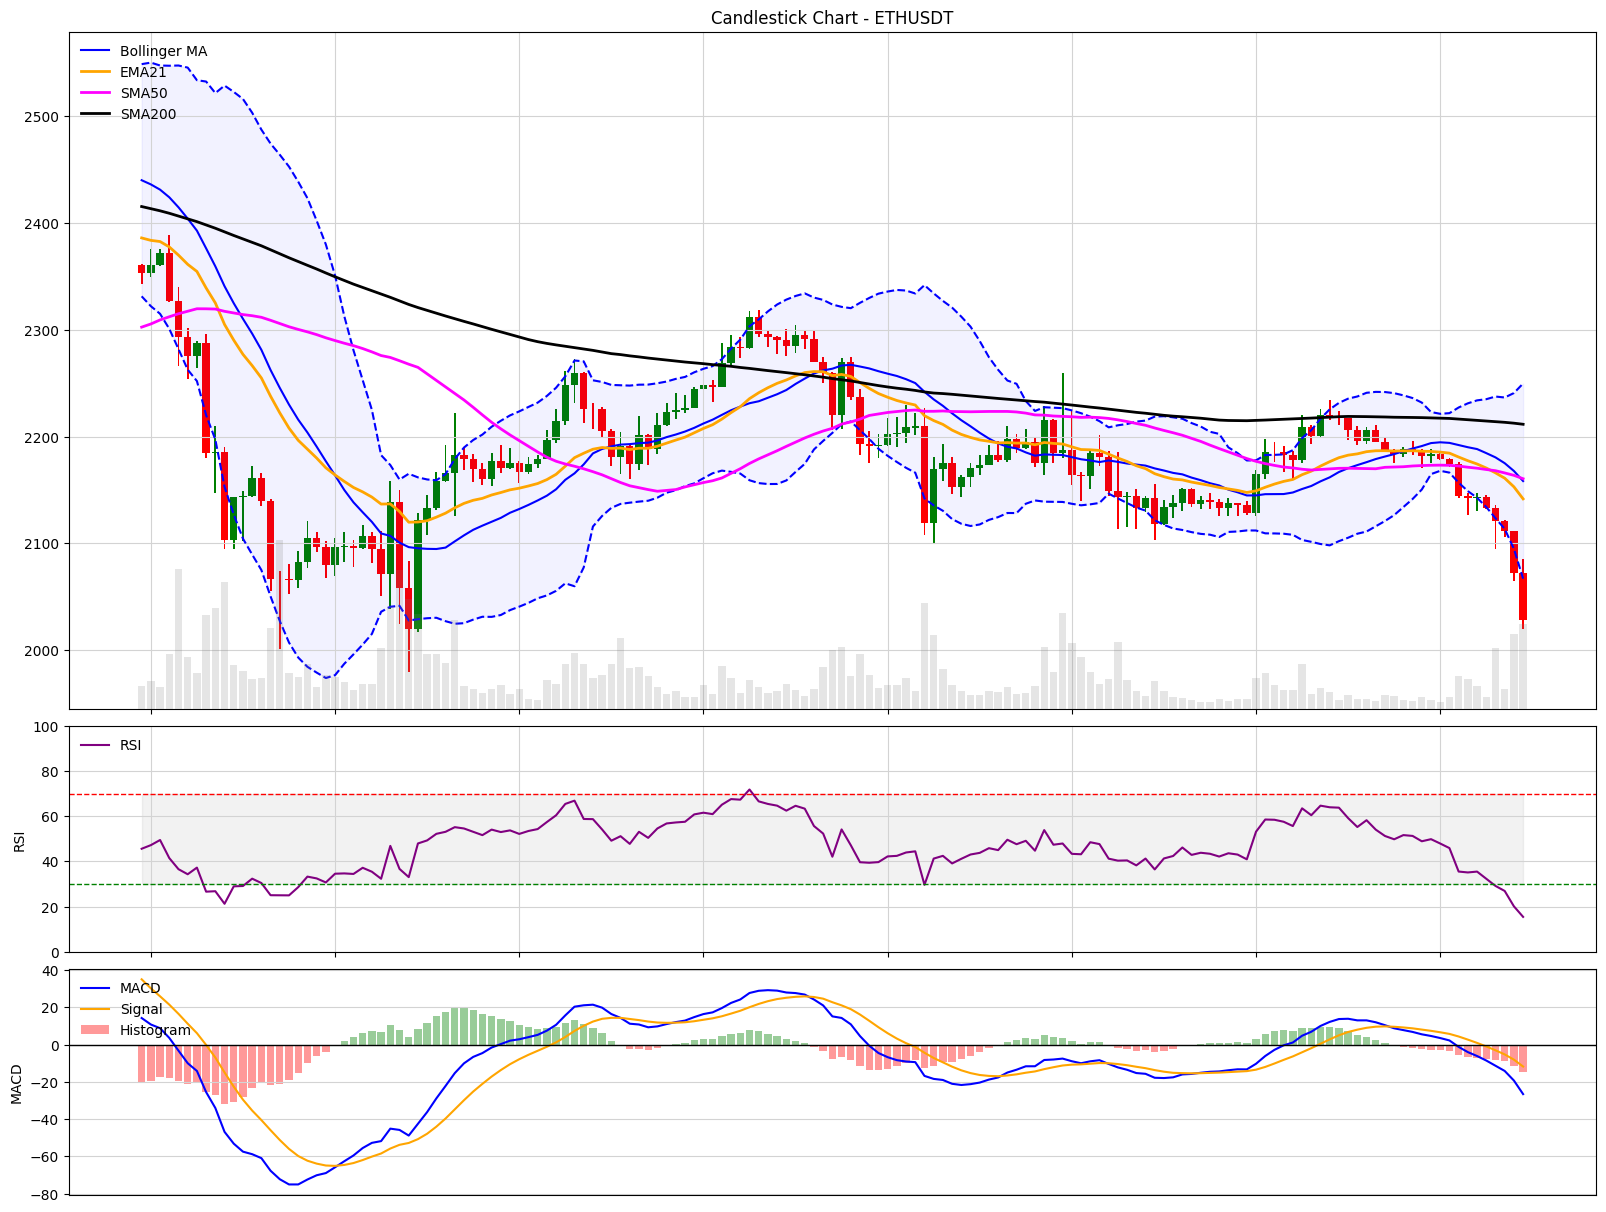 Candlestick Chart - ETHUSDT
Bollinger MA
EMA21
SMA50
SMA200
2500
2400
2300
2200
2100
2000
RSI
100
80
60
40
20
0
RSI
MACD
Signal
Histogram
40
20
0
−20
−40
−60
−80
MACD